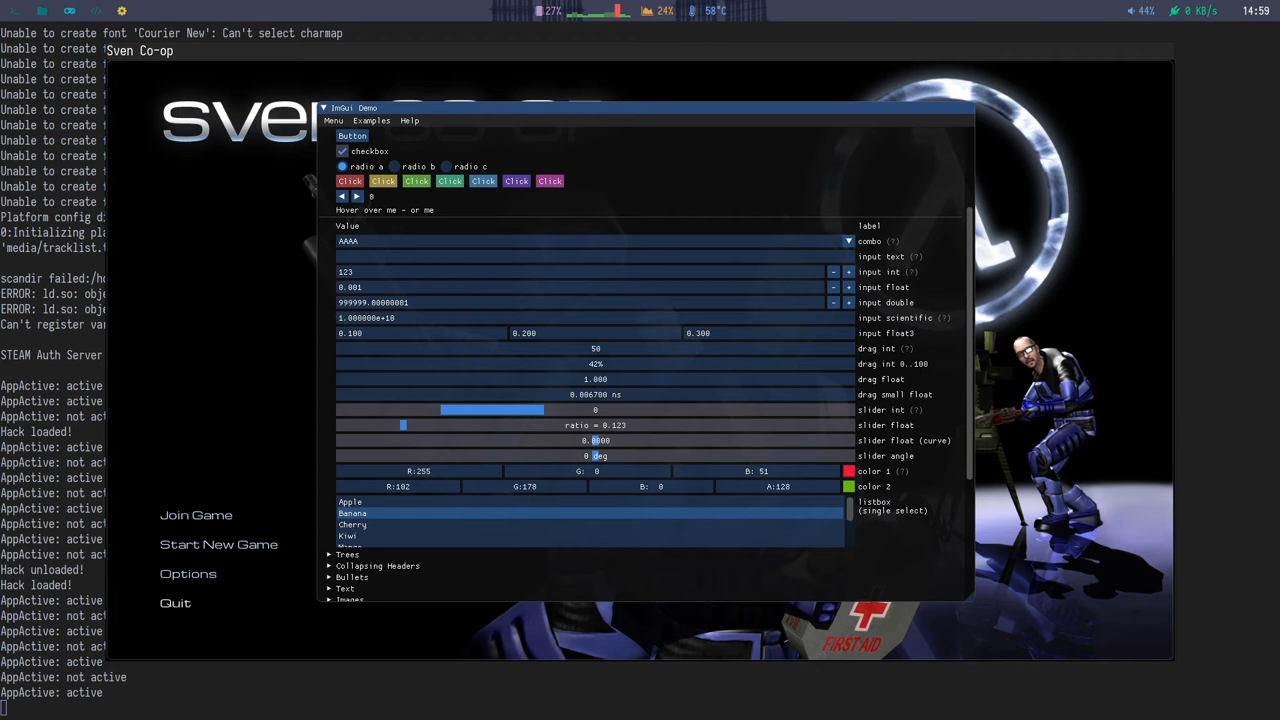 27% 24% 58°C 44% 0 KB/s 14:59
Unable to create font 'Courier New': Can't select charmap
Unable to create
Sven Co-op
Unable to create
Unable to create
Unable to create
Unable to create
Unable to create
Unable to create
Unable to create
Unable to create
Unable to create
Unable to create
Platform config di
0:Initializing pla
'media/tracklist.t
scandir failed:/ho
ERROR: ld.so: obje
ERROR: ld.so: obje
Can't register var
STEAM Auth Server
AppActive: active
AppActive: active
AppActive: not act
Hack loaded!
AppActive: active
AppActive: not act
AppActive: active
AppActive: not act
AppActive: active
AppActive: not act
AppActive: active
AppActive: not act
Hack unloaded!
Hack loaded!
AppActive: active
AppActive: not act
AppActive: active
AppActive: not act
AppActive: active
AppActive: not active
AppActive: active
sven
ImGui Demo
Menu Examples Help
Button
checkbox
radio a radio b radio c
Click Click Click Click Click Click Click
0
Hover over me - or me
Value label
AAAA combo (?)
input text (?)
123 - + input int (?)
0.001 - + input float
999999.00000001 - + input double
1.000000e+10 input scientific (?)
0.100 0.200 0.300 input float3
50 drag int (?)
42% drag int 0..100
1.000 drag float
0.006700 ns drag small float
0 slider int (?)
ratio = 0.123 slider float
0.0000 slider float (curve)
0 deg slider angle
R:255 G: 0 B: 51 color 1 (?)
R:102 G:178 B: 0 A:128 color 2
Apple listbox
Banana (single select)
Cherry
Kiwi
Mango
Trees
Collapsing Headers
Bullets
Text
Images
Join Game
Start New Game
Options
Quit
FIRST AID